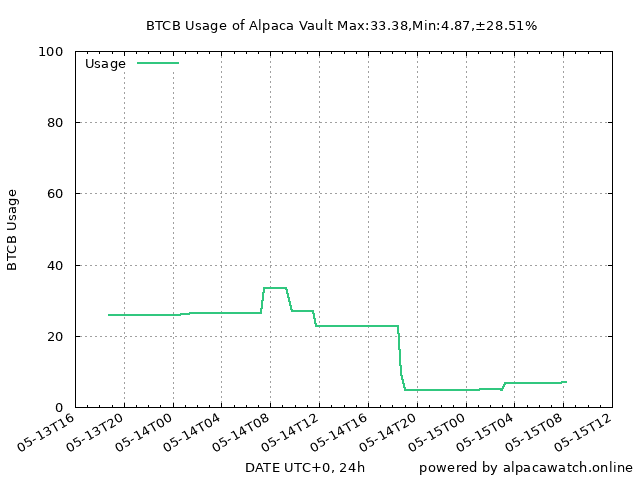 BTCB Usage of Alpaca Vault Max:33.38,Min:4.87,±28.51%
Usage
BTCB Usage
100
80
60
40
20
0
05-13T16
05-13T20
05-14T00
05-14T04
05-14T08
05-14T12
05-14T16
05-14T20
05-15T00
05-15T04
05-15T08
05-15T12
DATE UTC+0, 24h
powered by alpacawatch.online